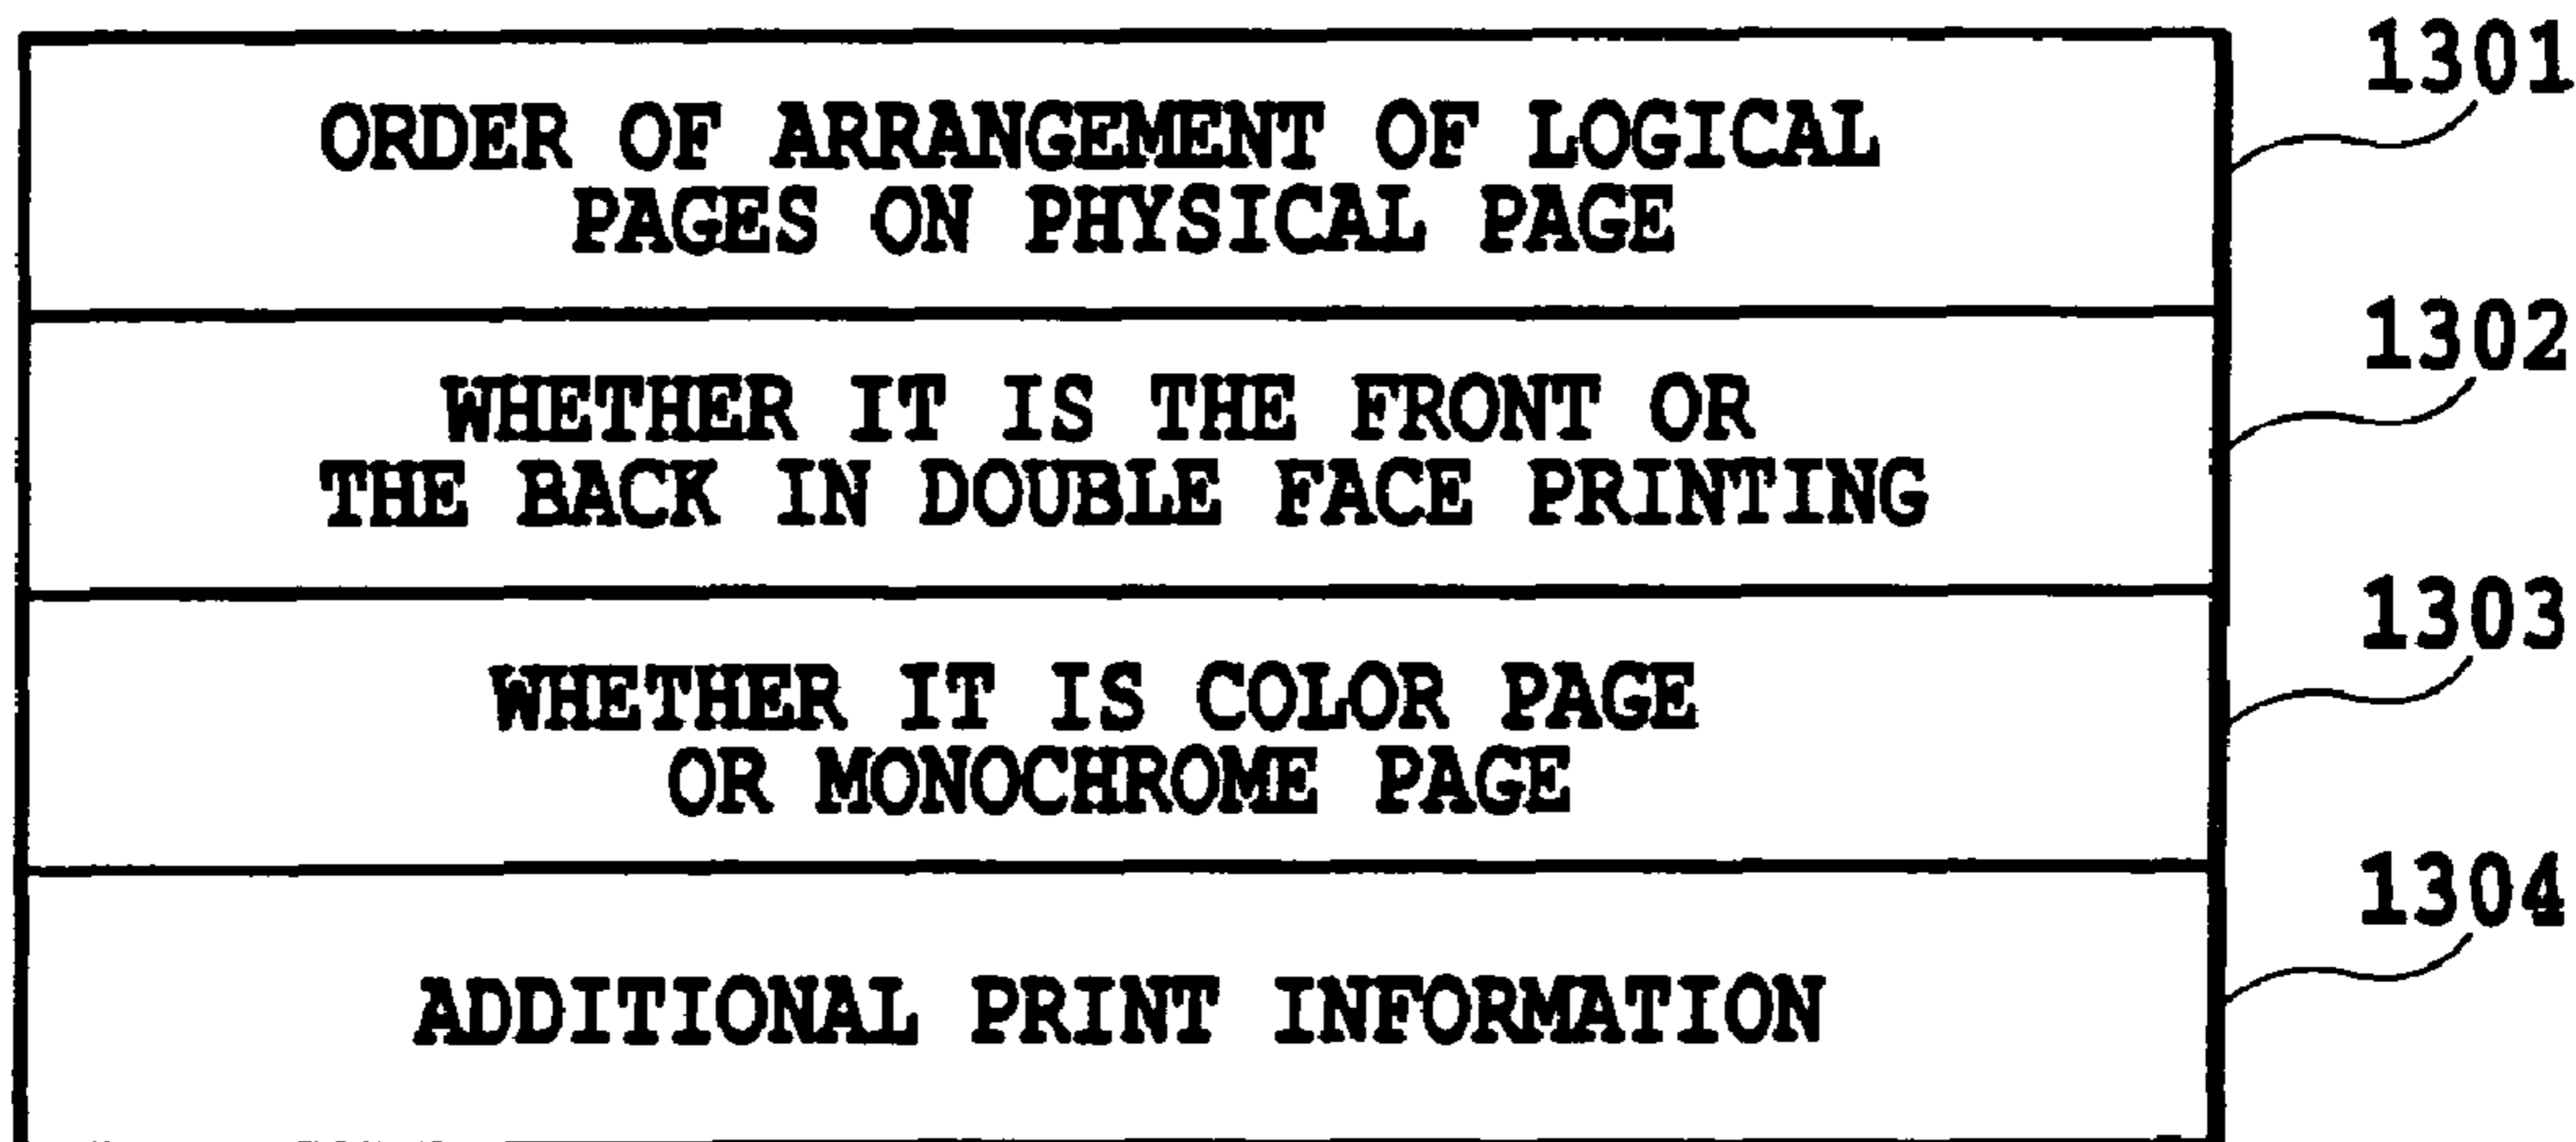 1301
ORDER OF ARRANGEMENT OF LOGICAL
PAGES ON PHYSICAL PAGE
1302
WHETHER IT IS THE FRONT OR
THE BACK IN DOUBLE FACE PRINTING
1303
WHETHER IT IS COLOR PAGE
OR MONOCHROME PAGE
1304
ADDITIONAL PRINT INFORMATION